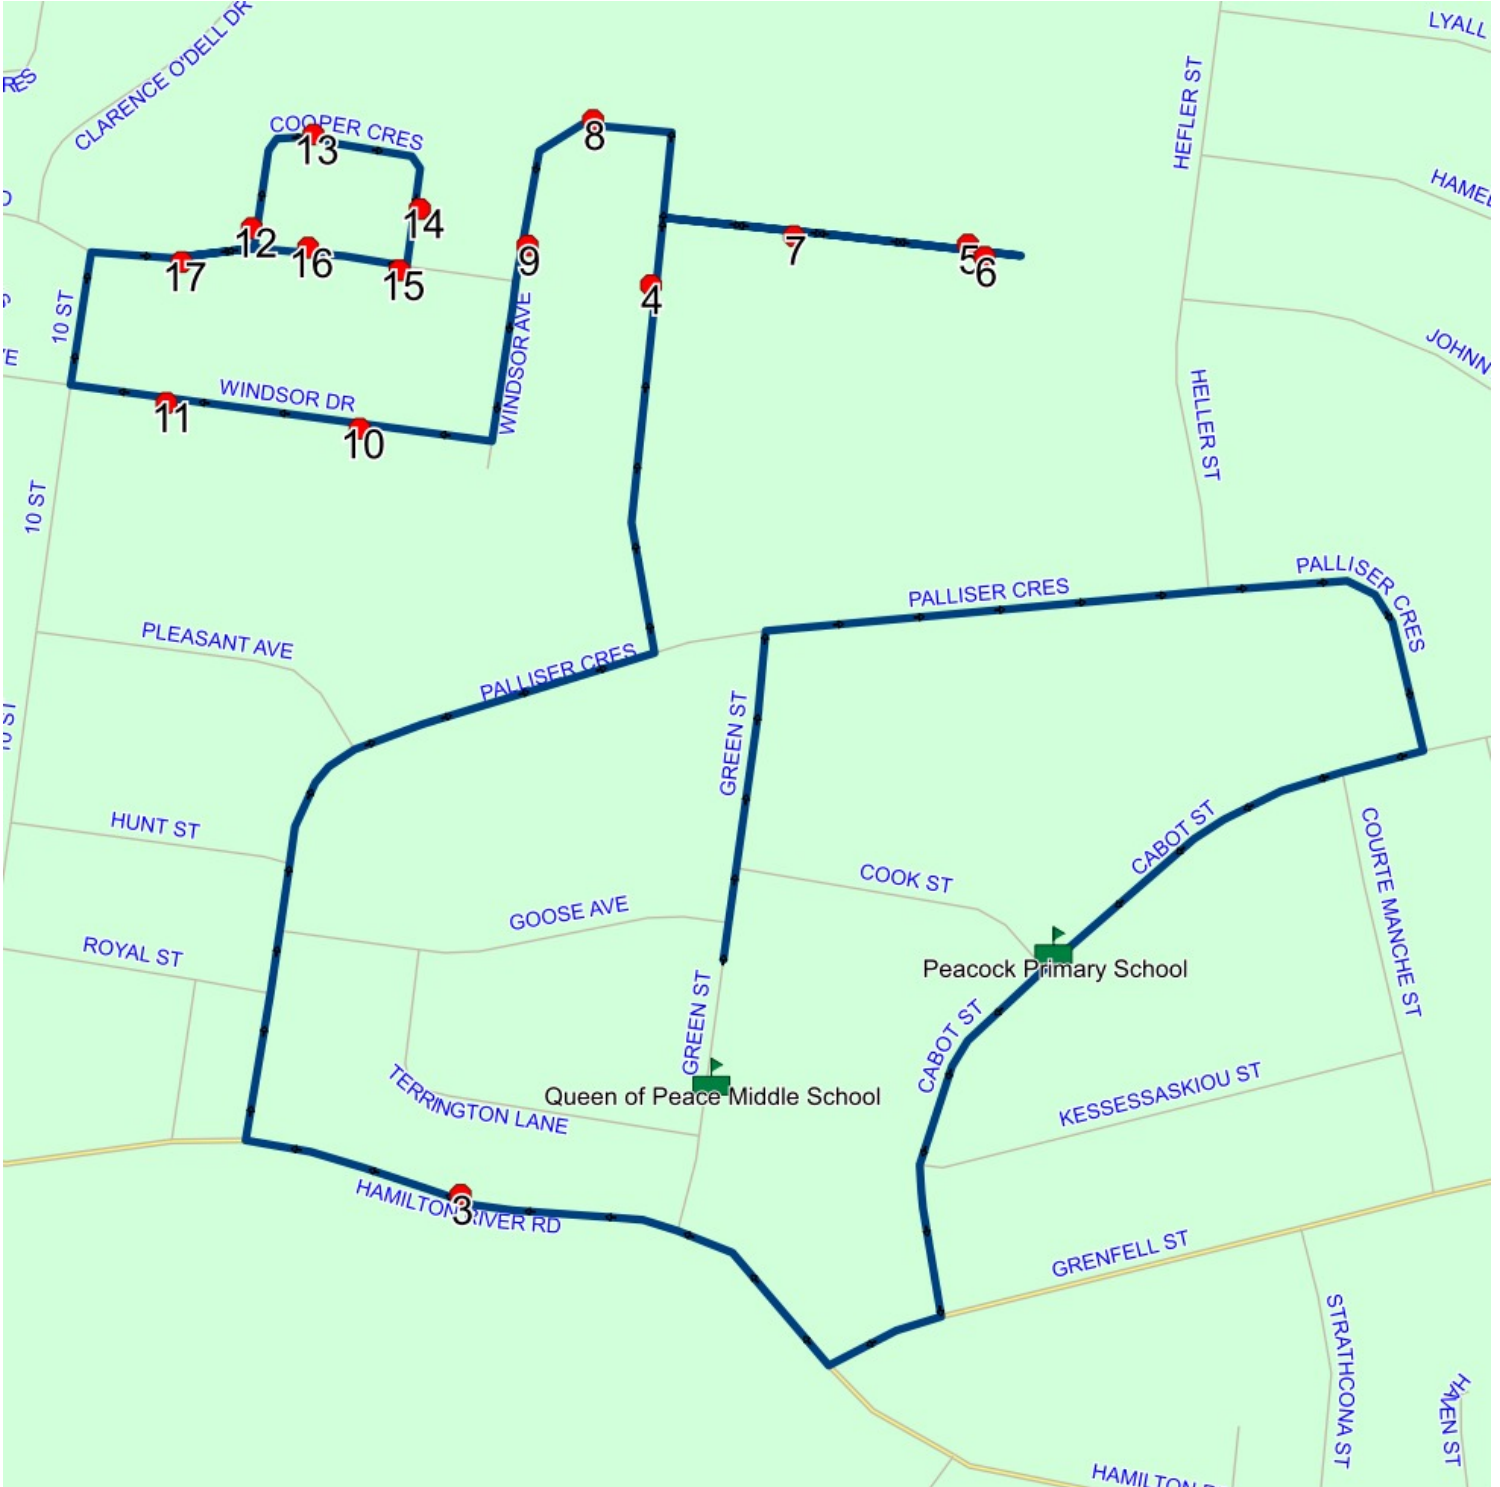 LYALL
CLARENCE O'DELL DR
HEFLER ST
COOPER CRES
13
8
HAMEL
14
12
16
17
15
9
7
5
6
4
10 ST
WINDSOR AVE
JOHNN
WINDSOR DR
11
10
HELLER ST
10 ST
PALLISER CRES
PALLISER CRES
PLEASANT AVE
PALLISER CRES
GREEN ST
10 ST
HUNT ST
CABOT ST
COURTE MANCHE ST
COOK ST
GOOSE AVE
ROYAL ST
Peacock Primary School
GREEN ST
CABOT ST
TERRINGTON LANE
Queen of Peace Middle School
KESSESSASKIOU ST
HAMILTON RIVER RD
3
GRENFELL ST
STRATHCONA ST
HAVEN ST
HAMILTON